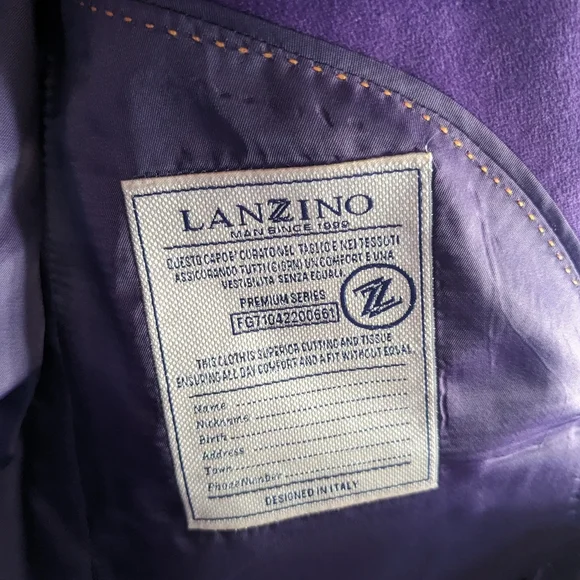 LANZINO
MAN SINCE 1999
QUESTO CAPO E' CURATO NEL TAGLIO E NEI TESSUTI
ASSICURANDO TUTTI I GIORNI UN COMFORT E UNA
VESTIBILITA SENZA EGUALI.
PREMIUM SERIES
FG71042200661
Z
THIS CLOTH IS SUPERIOR CUTTING AND TISSUE
ENSURING ALL DAY COMFORT AND A FIT WITHOUT EQUAL
Name
Nickname
Birth
Address
Town
PhoneNumber
DESIGNED IN ITALY